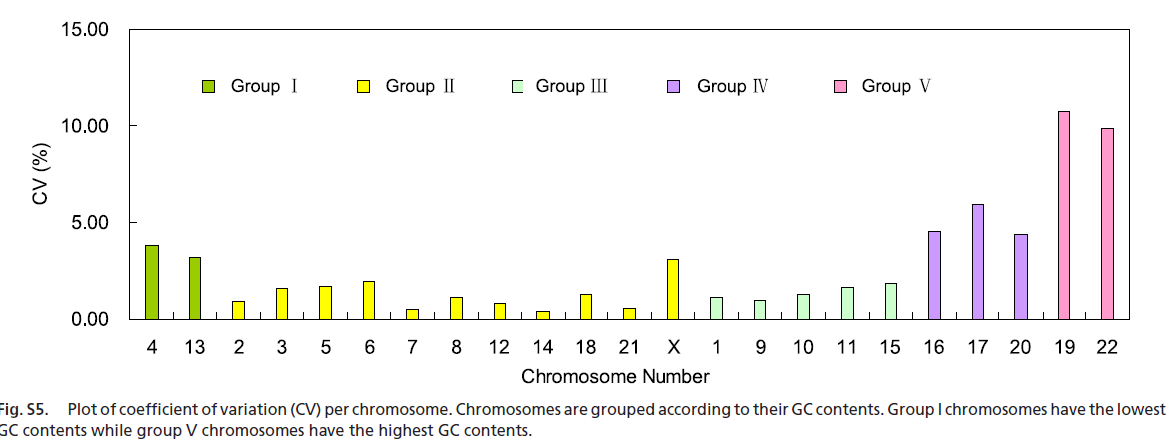 15.00
Group Ⅰ Group Ⅱ Group Ⅲ Group Ⅳ Group Ⅴ
10.00
CV (%)
5.00
0.00
4 13 2 3 5 6 7 8 12 14 18 21 X 1 9 10 11 15 16 17 20 19 22
Chromosome Number
Fig. S5. Plot of coefficient of variation (CV) per chromosome. Chromosomes are grouped according to their GC contents. Group I chromosomes have the lowest
GC contents while group V chromosomes have the highest GC contents.